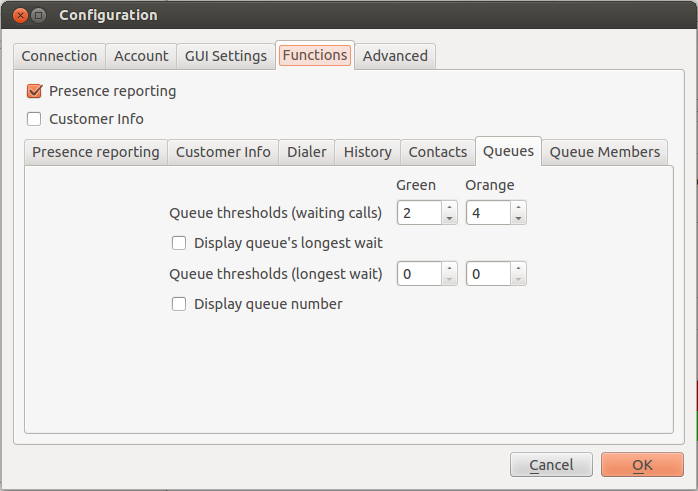 Configuration
Connection Account GUI Settings Functions Advanced
Presence reporting
Customer Info
Presence reporting Customer Info Dialer History Contacts Queues Queue Members
Green Orange
Queue thresholds (waiting calls) 2 4
Display queue's longest wait
Queue thresholds (longest wait) 0 0
Display queue number
Cancel OK